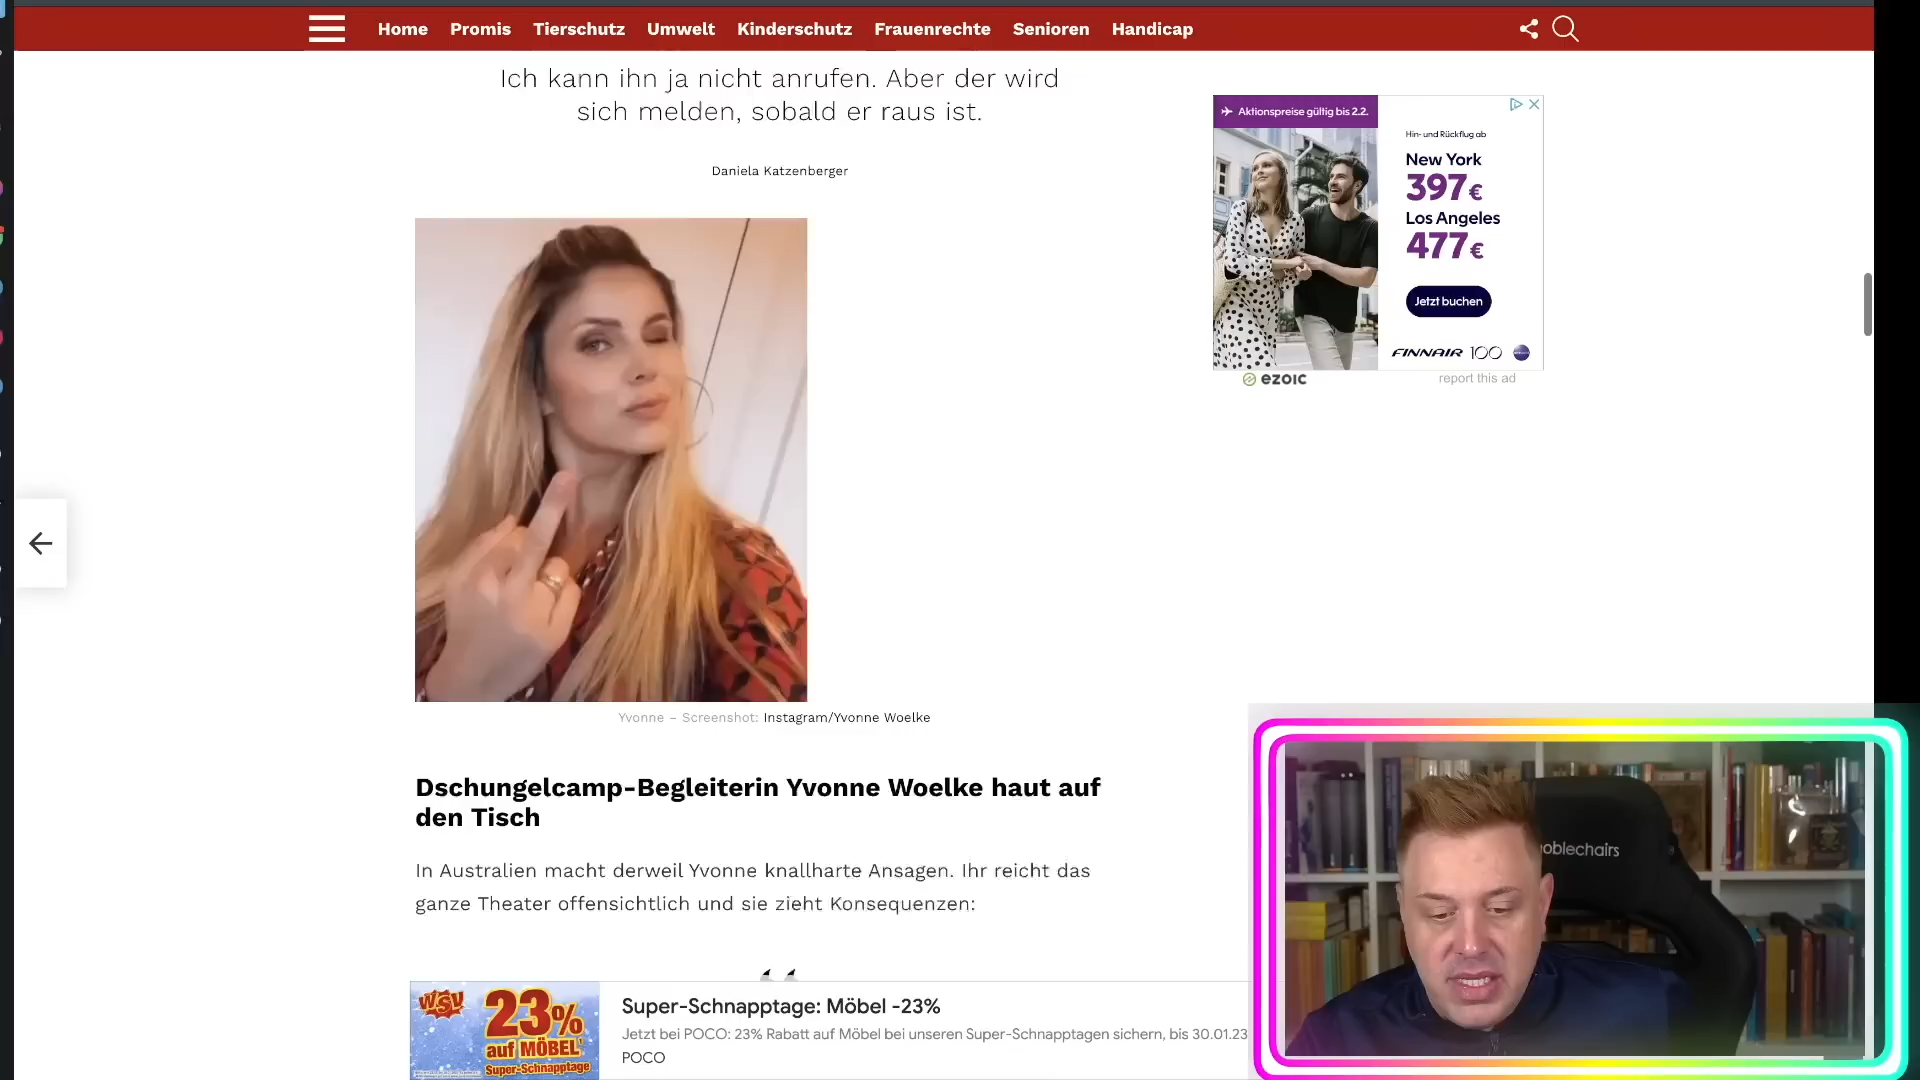 Home Promis Tierschutz Umwelt Kinderschutz Frauenrechte Senioren Handicap
Ich kann ihn ja nicht anrufen. Aber der wird
sich melden, sobald er raus ist.
Daniela Katzenberger
Aktionspreise gültig bis 2.2.
Hin- und Rückflug ab
New York
397€
Los Angeles
477€
Jetzt buchen
FINNAIR 100
ezoic
report this ad
Yvonne – Screenshot: Instagram/Yvonne Woelke
Dschungelcamp-Begleiterin Yvonne Woelke haut auf
den Tisch
In Australien macht derweil Yvonne knallharte Ansagen. Ihr reicht das
ganze Theater offensichtlich und sie zieht Konsequenzen:
noblechairs
WSV
23%
auf MÖBEL
Super-Schnapptage
Super-Schnapptage: Möbel -23%
Jetzt bei POCO: 23% Rabatt auf Möbel bei unseren Super-Schnapptagen sichern, bis 30.01.23
POCO